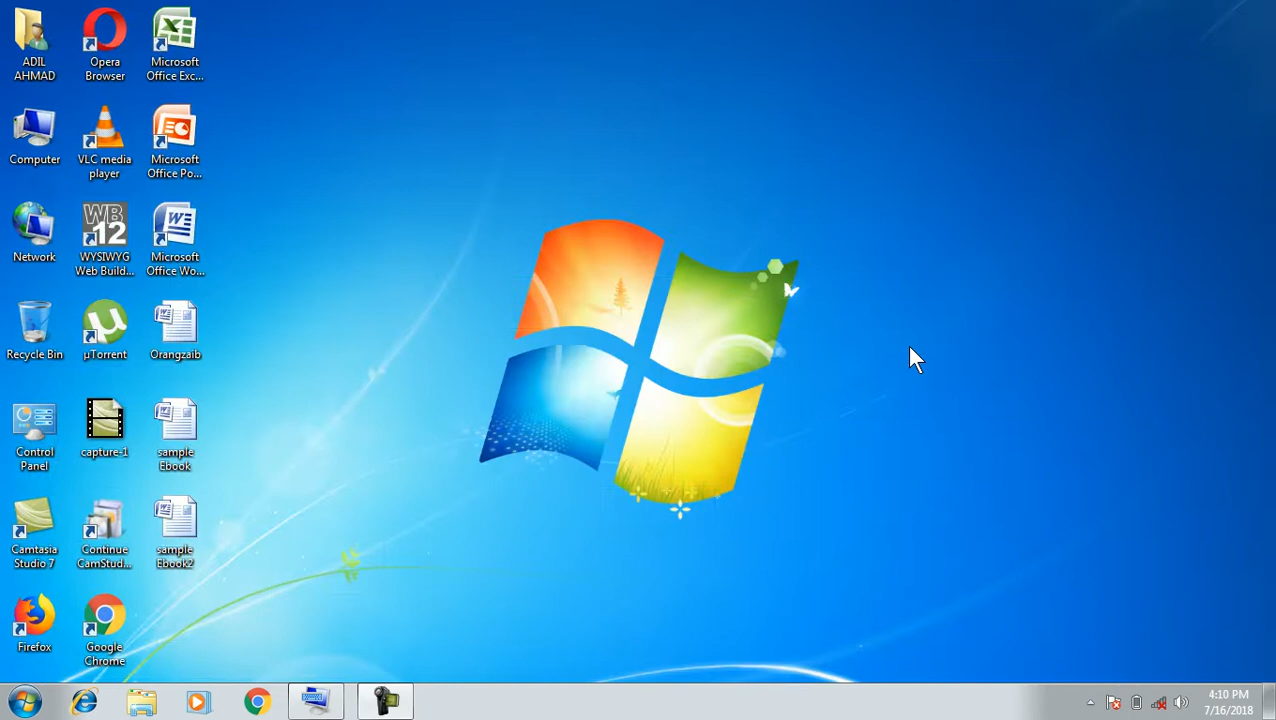 ADIL
AHMAD
Opera
Browser
Microsoft
Office Exc...
Computer
VLC media
player
Microsoft
Office Po...
Network
WB
12
WYSIWYG
Web Build...
Microsoft
Office Wo...
Recycle Bin
µTorrent
Orangzaib
Control
Panel
capture-1
sample
Ebook
Camtasia
Studio 7
Continue
CamStud...
sample
Ebook2
Firefox
Google
Chrome
4:10 PM
7/16/2018